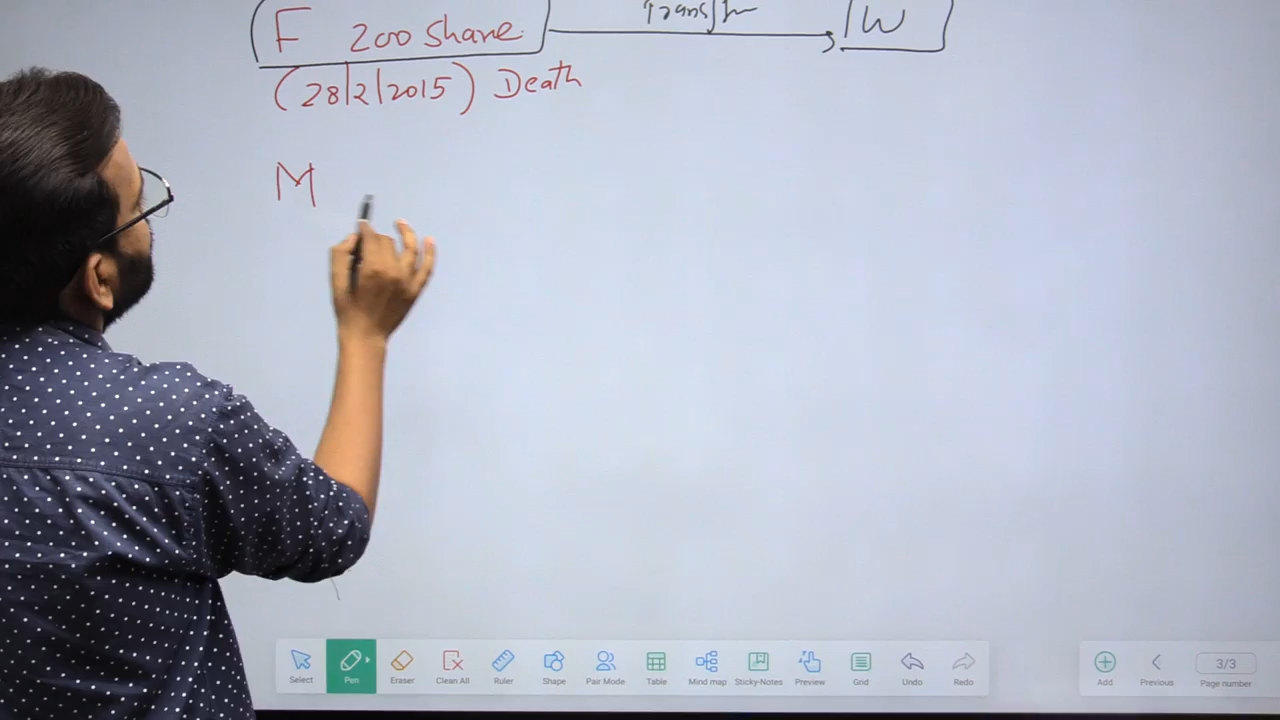 F 200 Share Transfer W
(28/2/2015) Death
M
Select Pen Eraser Clean All Ruler Shape Pair Mode Table Mind map Sticky-Notes Preview Grid Undo Redo Add Previous 3/3 Page number